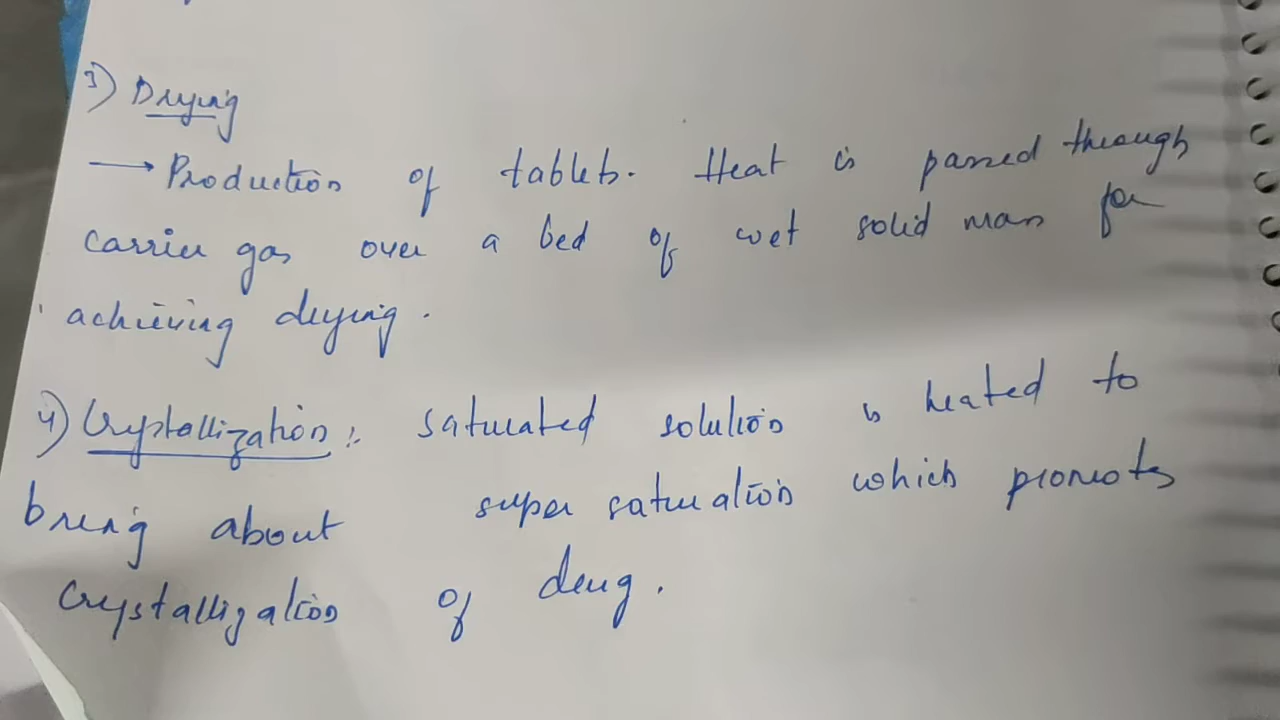 3) Drying
→ Production of tablets. Heat is passed through
carrier gas over a bed of wet solid mass for
achieving drying.
4) Crystallization :. saturated solution is heated to
bring about super saturation which promots
crystallization of drug.